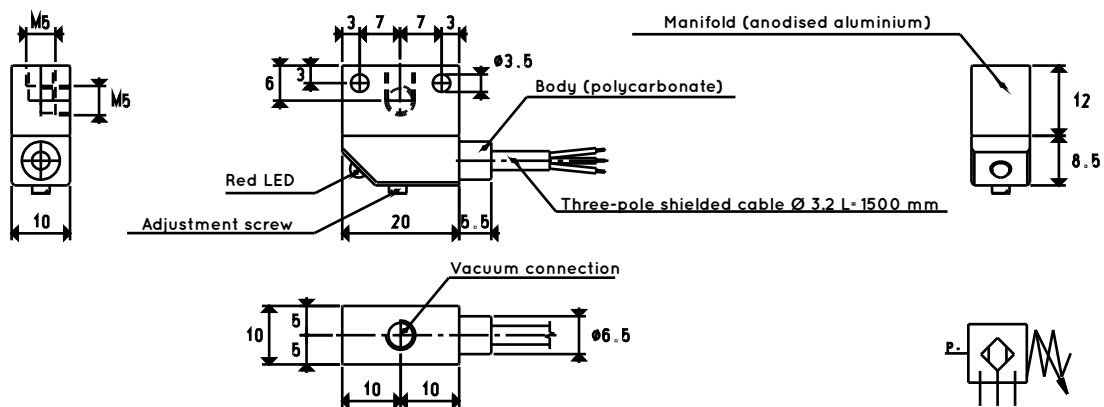 M5
3 7 7 3
Manifold (anodised aluminium)
ø3.5
6 3
M5
Body (polycarbonate)
12
8.5
Red LED
Adjustment screw
Three-pole shielded cable Ø 3.2 L=1500 mm
10
20 5.5
Vacuum connection
10 5
5
ø6.5
P-
10 10